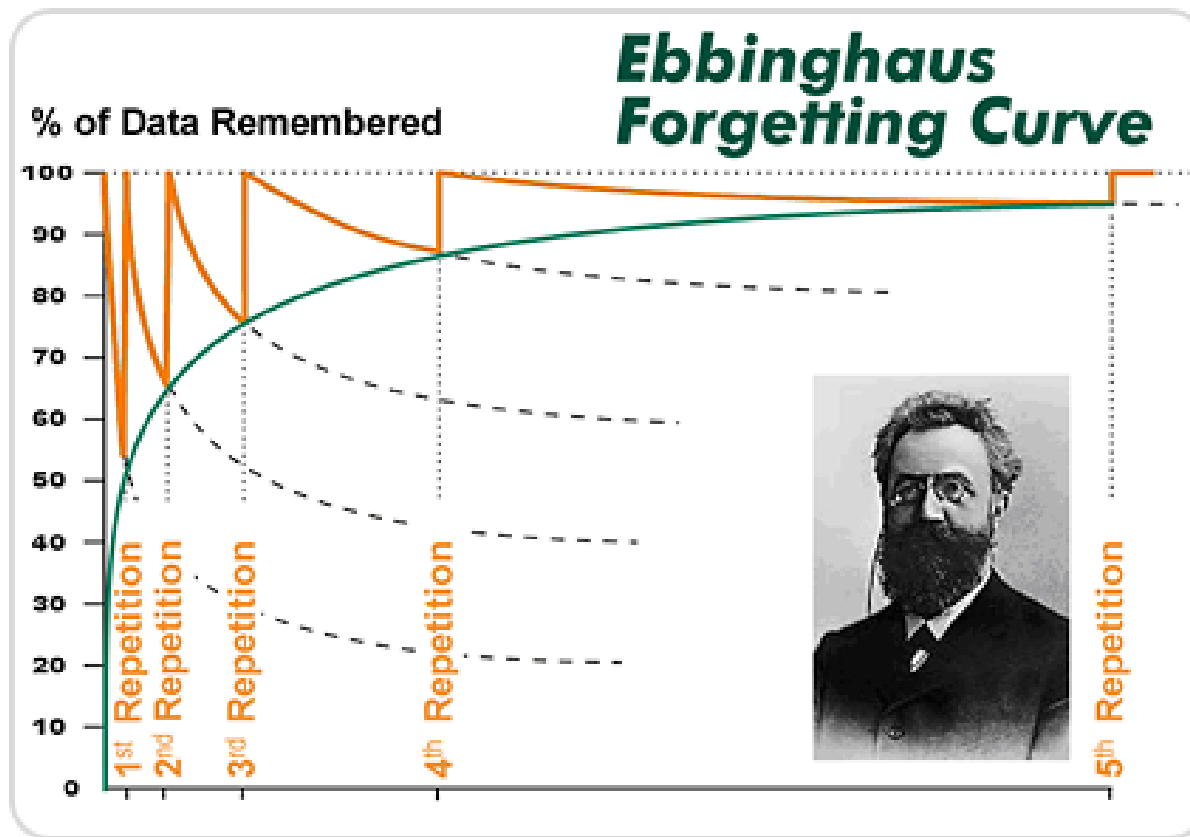 Ebbinghaus
Forgetting Curve
% of Data Remembered
100
90
80
70
60
50
40
30
20
10
0
1st Repetition
2nd Repetition
3rd Repetition
4th Repetition
5th Repetition